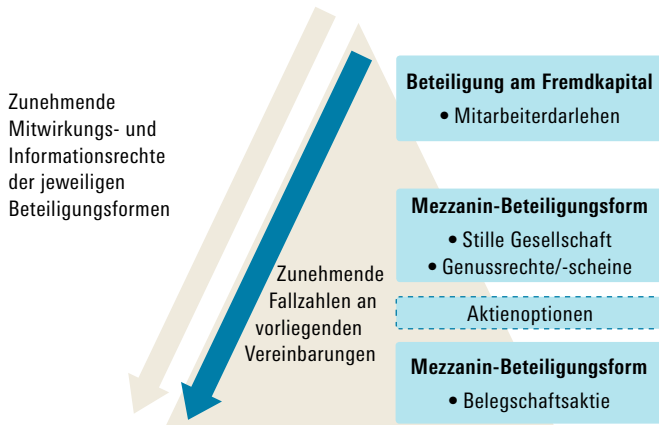 Zunehmende
Mitwirkungs- und
Informationsrechte
der jeweiligen
Beteiligungsformen
Zunehmende
Fallzahlen an
vorliegenden
Vereinbarungen
Beteiligung am Fremdkapital
• Mitarbeiterdarlehen
Mezzanin-Beteiligungsform
• Stille Gesellschaft
• Genussrechte/-scheine
Aktienoptionen
Mezzanin-Beteiligungsform
• Belegschaftsaktie